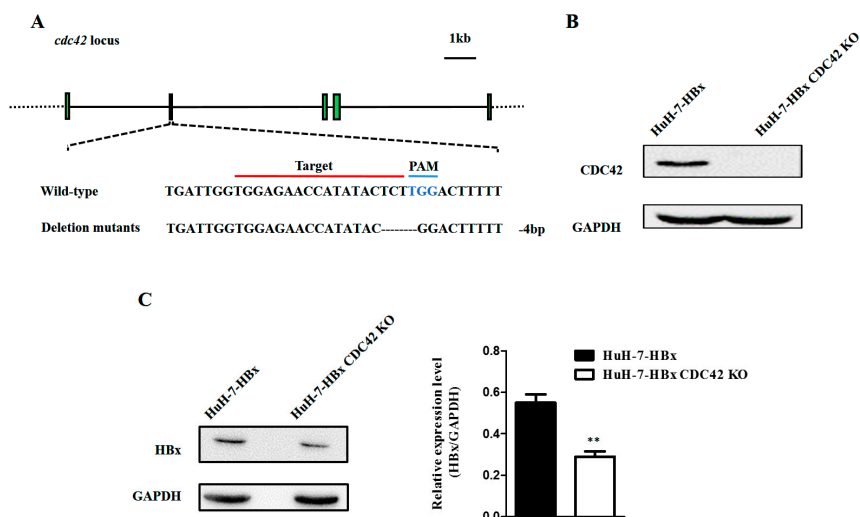 A
B
cdc42 locus
1kb
HuH-7-HBx
HuH-7-HBx CDC42 KO
Target
PAM
Wild-type
TGATTGGTGGAGAACCATATACTCTTGGACTTTTT
CDC42
Deletion mutants
TGATTGGTGGAGAACCATATAC--------GGACTTTTT
-4bp
GAPDH
C
HuH-7-HBx
HuH-7-HBx CDC42 KO
HBx
GAPDH
Relative expression level
(HBx/GAPDH)
0.8
0.6
0.4
0.2
0.0
HuH-7-HBx
HuH-7-HBx CDC42 KO
**